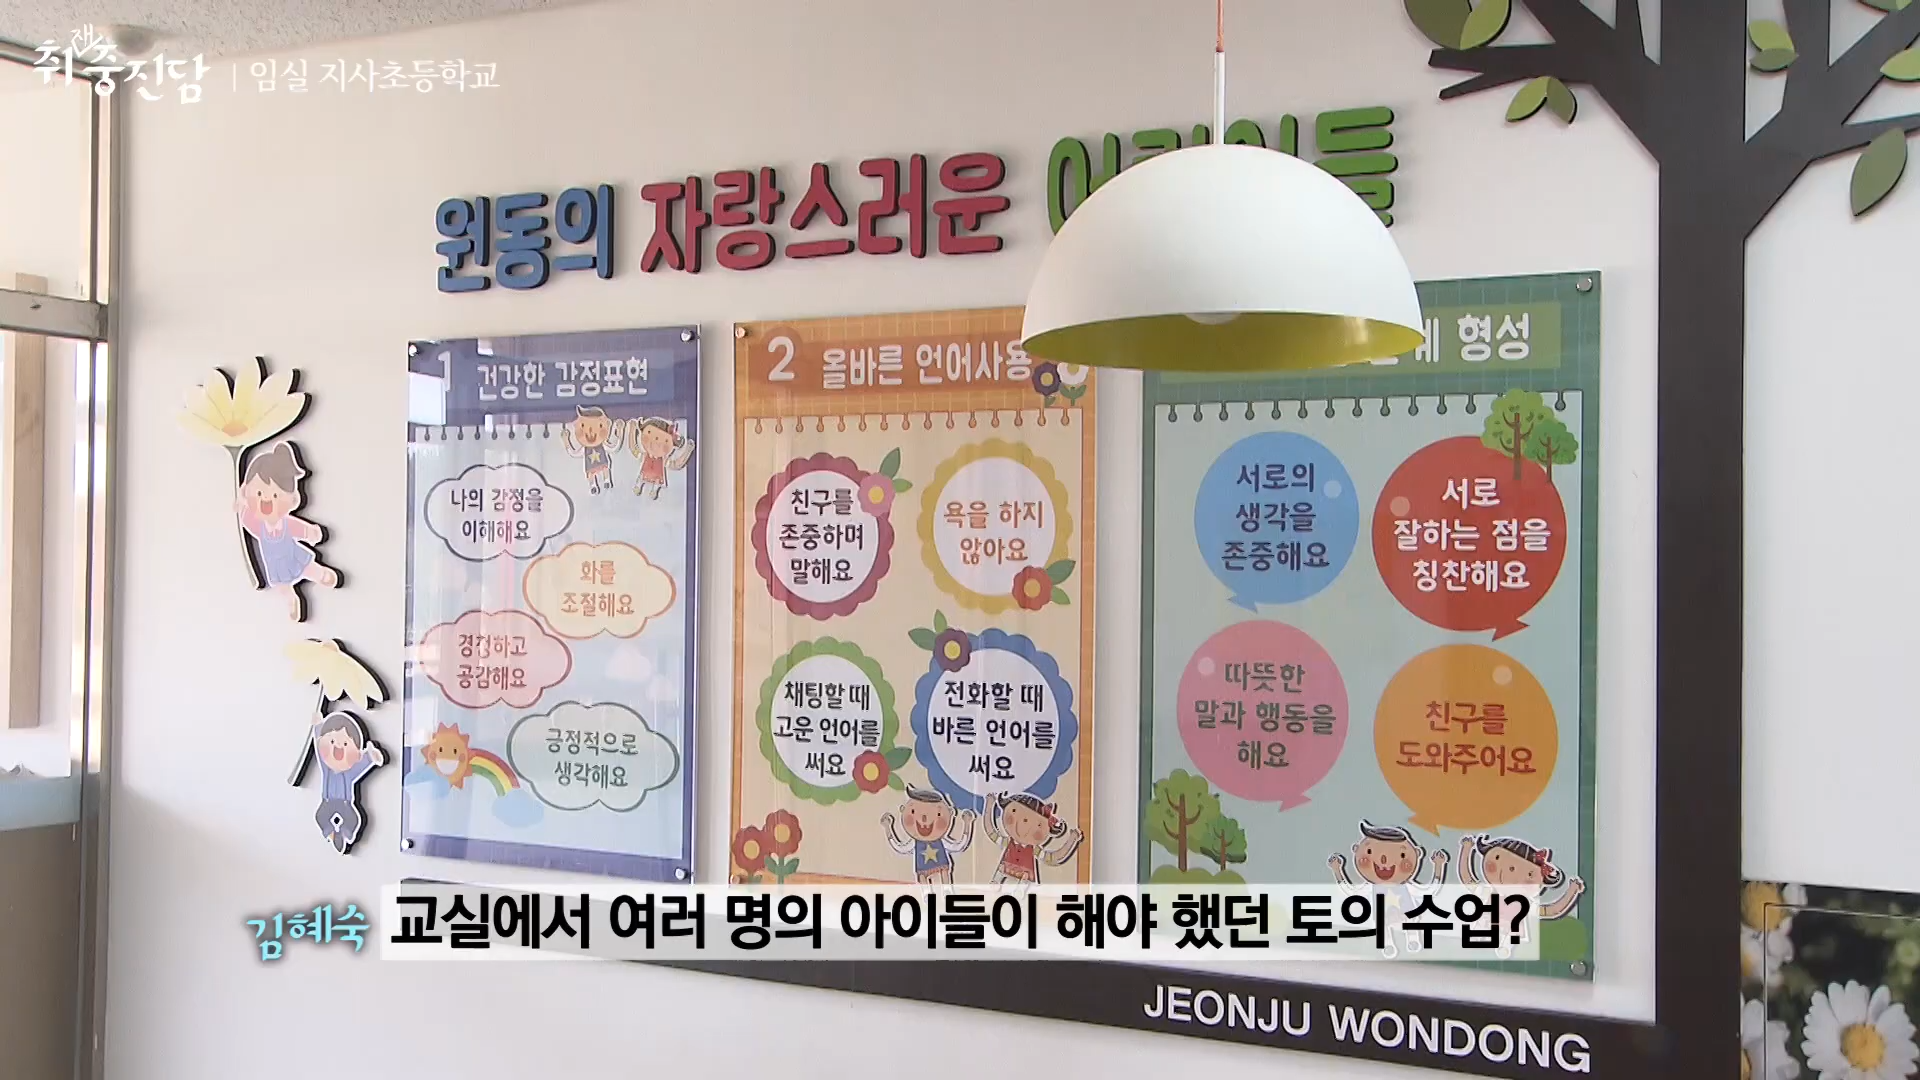 취재중진담 | 임실 지사초등학교
원동의 자랑스러운
1 건강한 감정표현
나의 감정을
이해해요
화를
조절해요
경청하고
공감해요
긍정적으로
생각해요
2 올바른 언어사용
친구를
존중하며
말해요
욕을 하지
않아요
채팅할 때
고운 언어를
써요
전화할 때
바른 언어를
써요
형성
서로의
생각을
존중해요
서로
잘하는 점을
칭찬해요
따뜻한
말과 행동을
해요
친구를
도와주어요
김혜숙 교실에서 여러 명의 아이들이 해야 했던 토의 수업?
JEONJU WONDONG